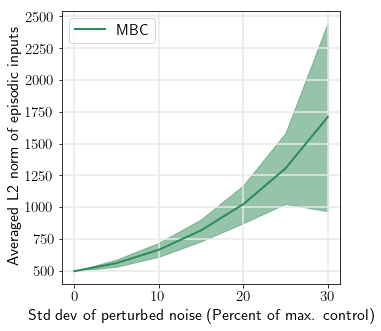 MBC
Averaged L2 norm of episodic inputs
2500
2250
2000
1750
1500
1250
1000
750
500
0 10 20 30
Std dev of perturbed noise (Percent of max. control)